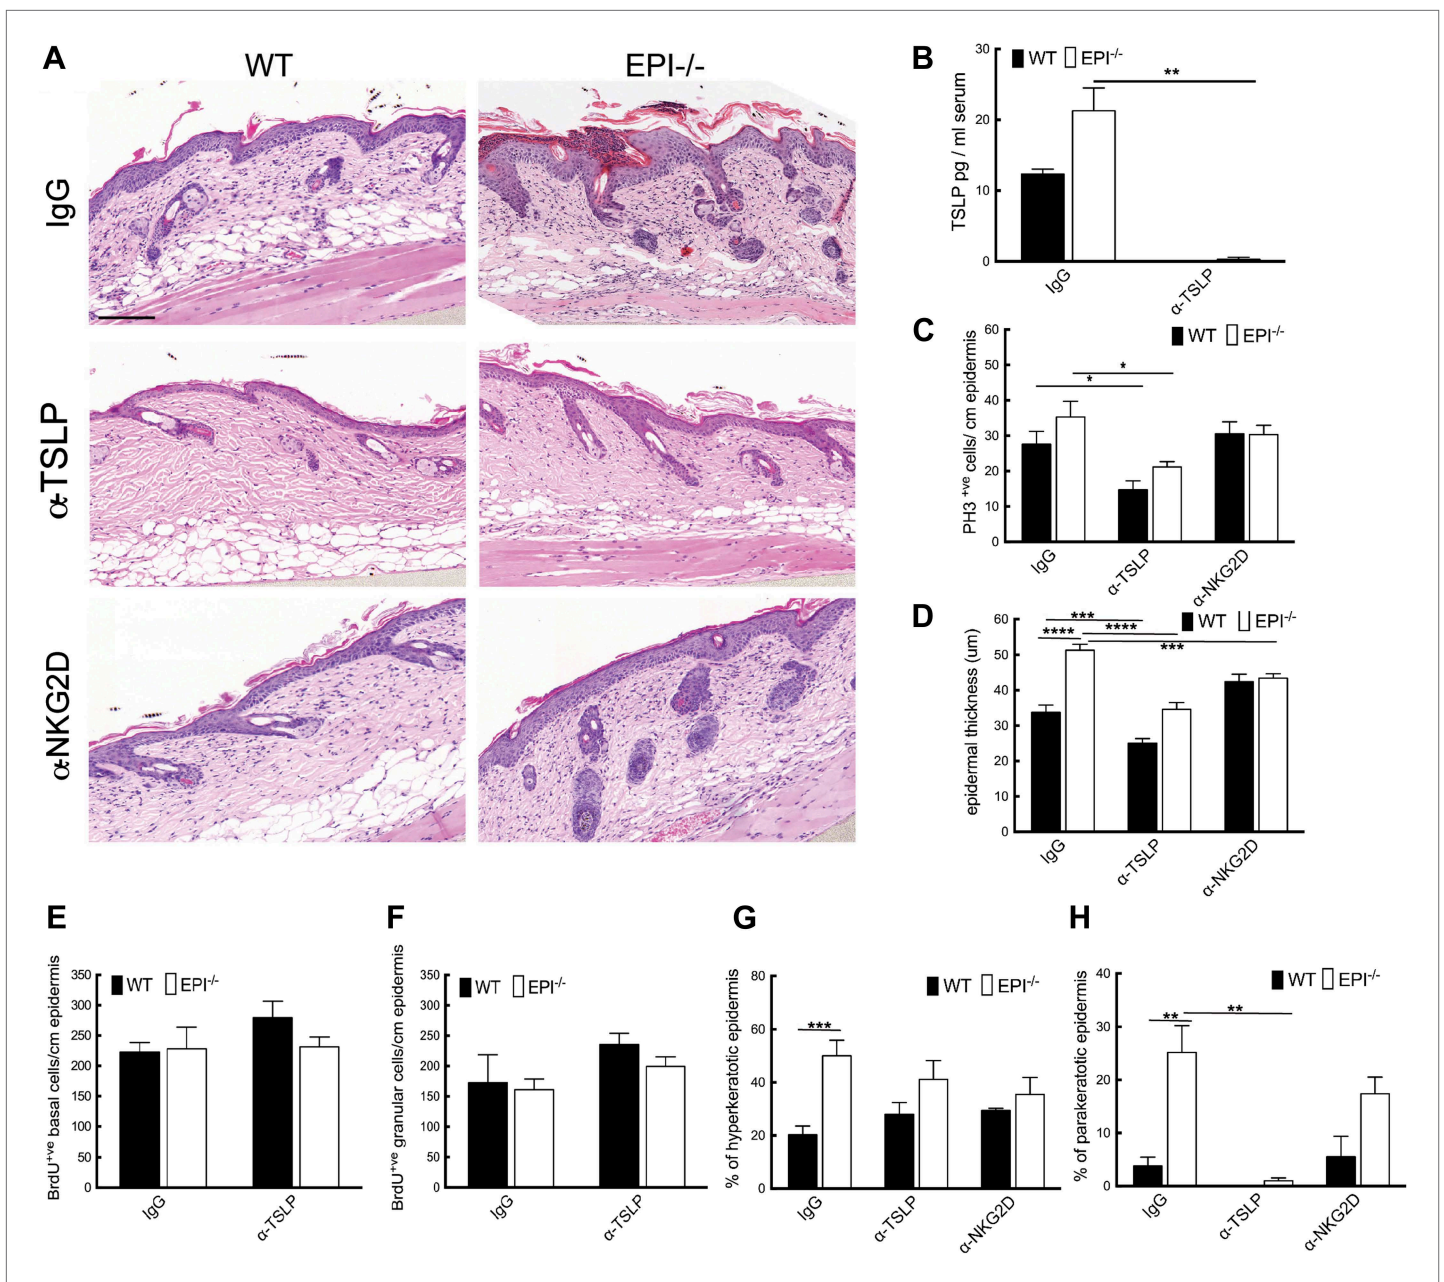 A
WT
EPI-/-
IgG
αTSLP
αNKG2D
B
WT EPI-/-
**
TSLP pg / ml serum
30
20
10
0
IgG
α-TSLP
C
WT EPI-/-
*
*
PH3 +ve cells/ cm epidermis
60
50
40
30
20
10
0
IgG
α-TSLP
α-NKG2D
D
WT EPI-/-
***
**** ****
***
epidermal thickness (um)
60
50
40
30
20
10
0
IgG
α-TSLP
α-NKG2D
E
WT EPI-/-
BrdU+ve basal cells/cm epidermis
350
300
250
200
150
100
50
0
IgG
α-TSLP
F
WT EPI-/-
BrdU+ve granular cells/cm epidermis
350
300
250
200
150
100
50
0
IgG
α-TSLP
G
WT EPI-/-
***
% of hyperkeratotic epidermis
80
60
40
20
0
IgG
α-TSLP
α-NKG2D
H
WT EPI-/-
** **
% of parakeratotic epidermis
40
30
20
10
0
IgG
α-TSLP
α-NKG2D